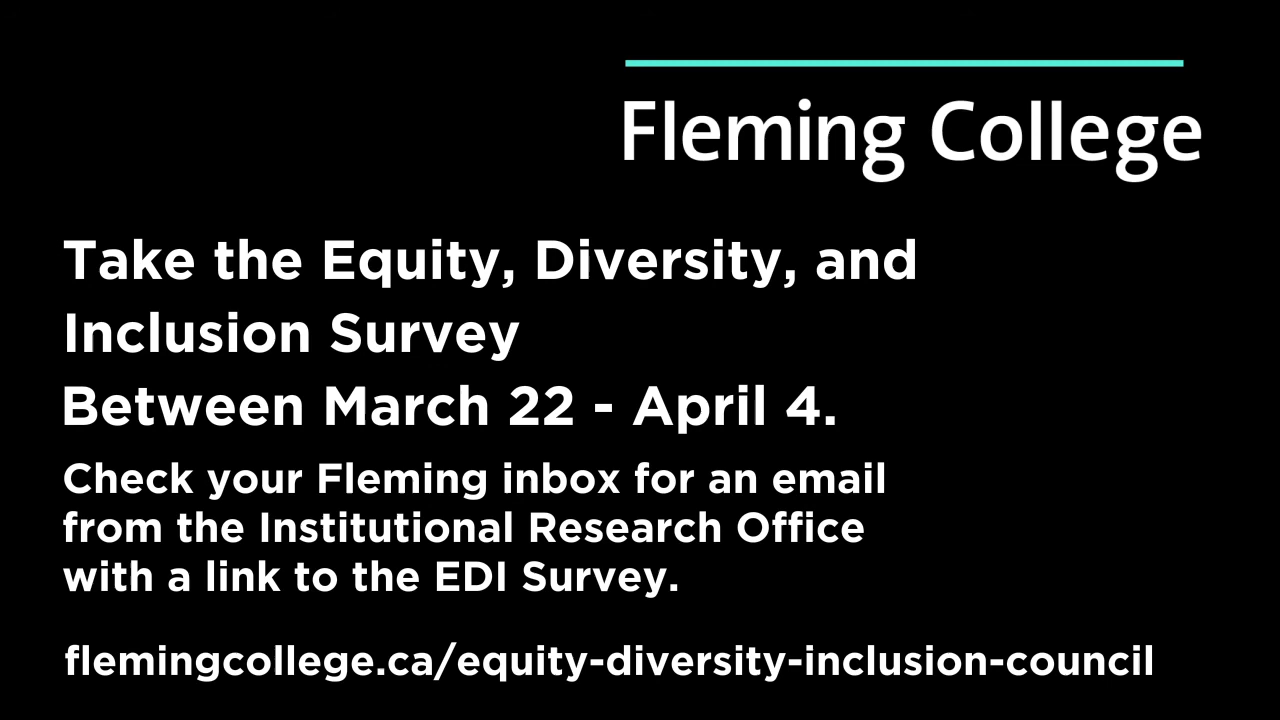 Fleming College
Take the Equity, Diversity, and
Inclusion Survey
Between March 22 - April 4.
Check your Fleming inbox for an email
from the Institutional Research Office
with a link to the EDI Survey.
flemingcollege.ca/equity-diversity-inclusion-council